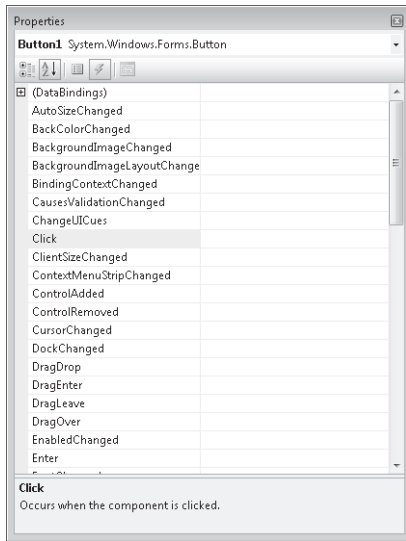 Properties
Button1 System.Windows.Forms.Button
(DataBindings)
AutoSizeChanged
BackColorChanged
BackgroundImageChanged
BackgroundImageLayoutChange
BindingContextChanged
CausesValidationChanged
ChangeUICues
Click
ClientSizeChanged
ContextMenuStripChanged
ControlAdded
ControlRemoved
CursorChanged
DockChanged
DragDrop
DragEnter
DragLeave
DragOver
EnabledChanged
Enter
Click
Occurs when the component is clicked.